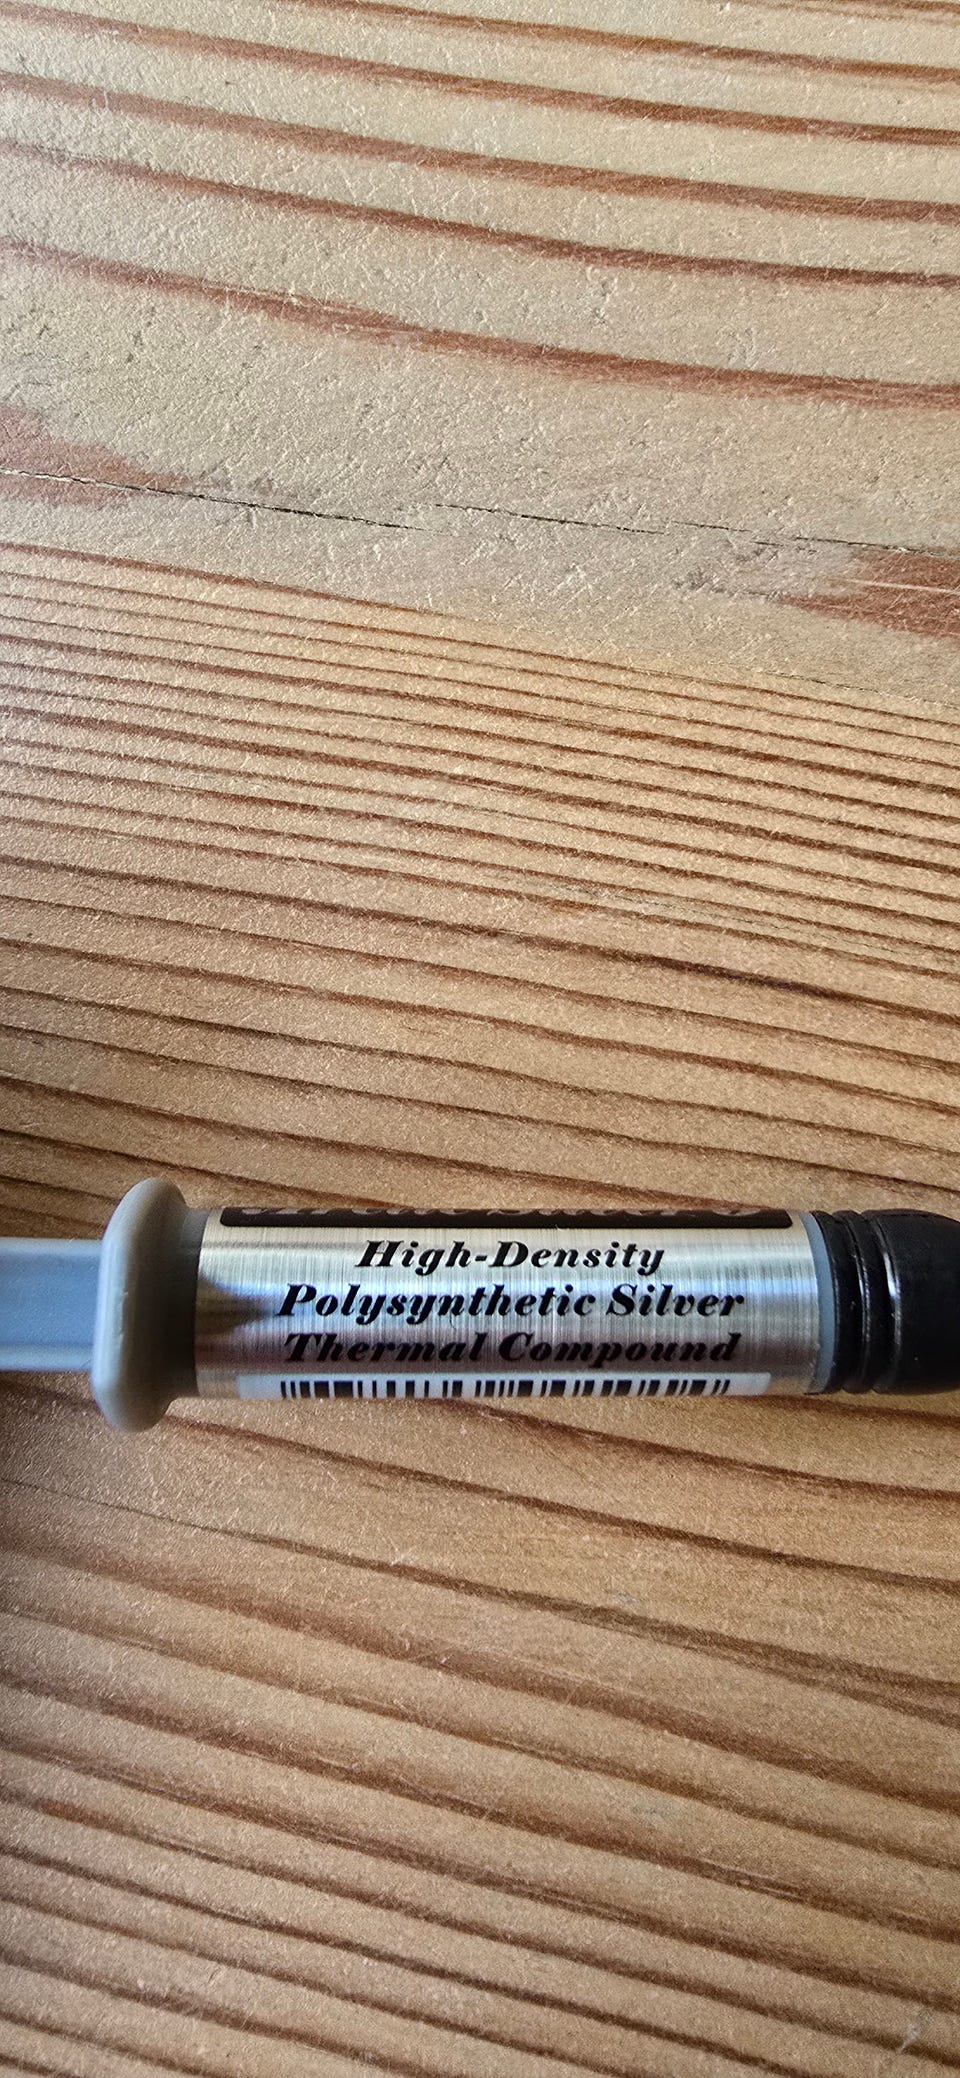 High-Density
Polysynthetic Silver
Thermal Compound